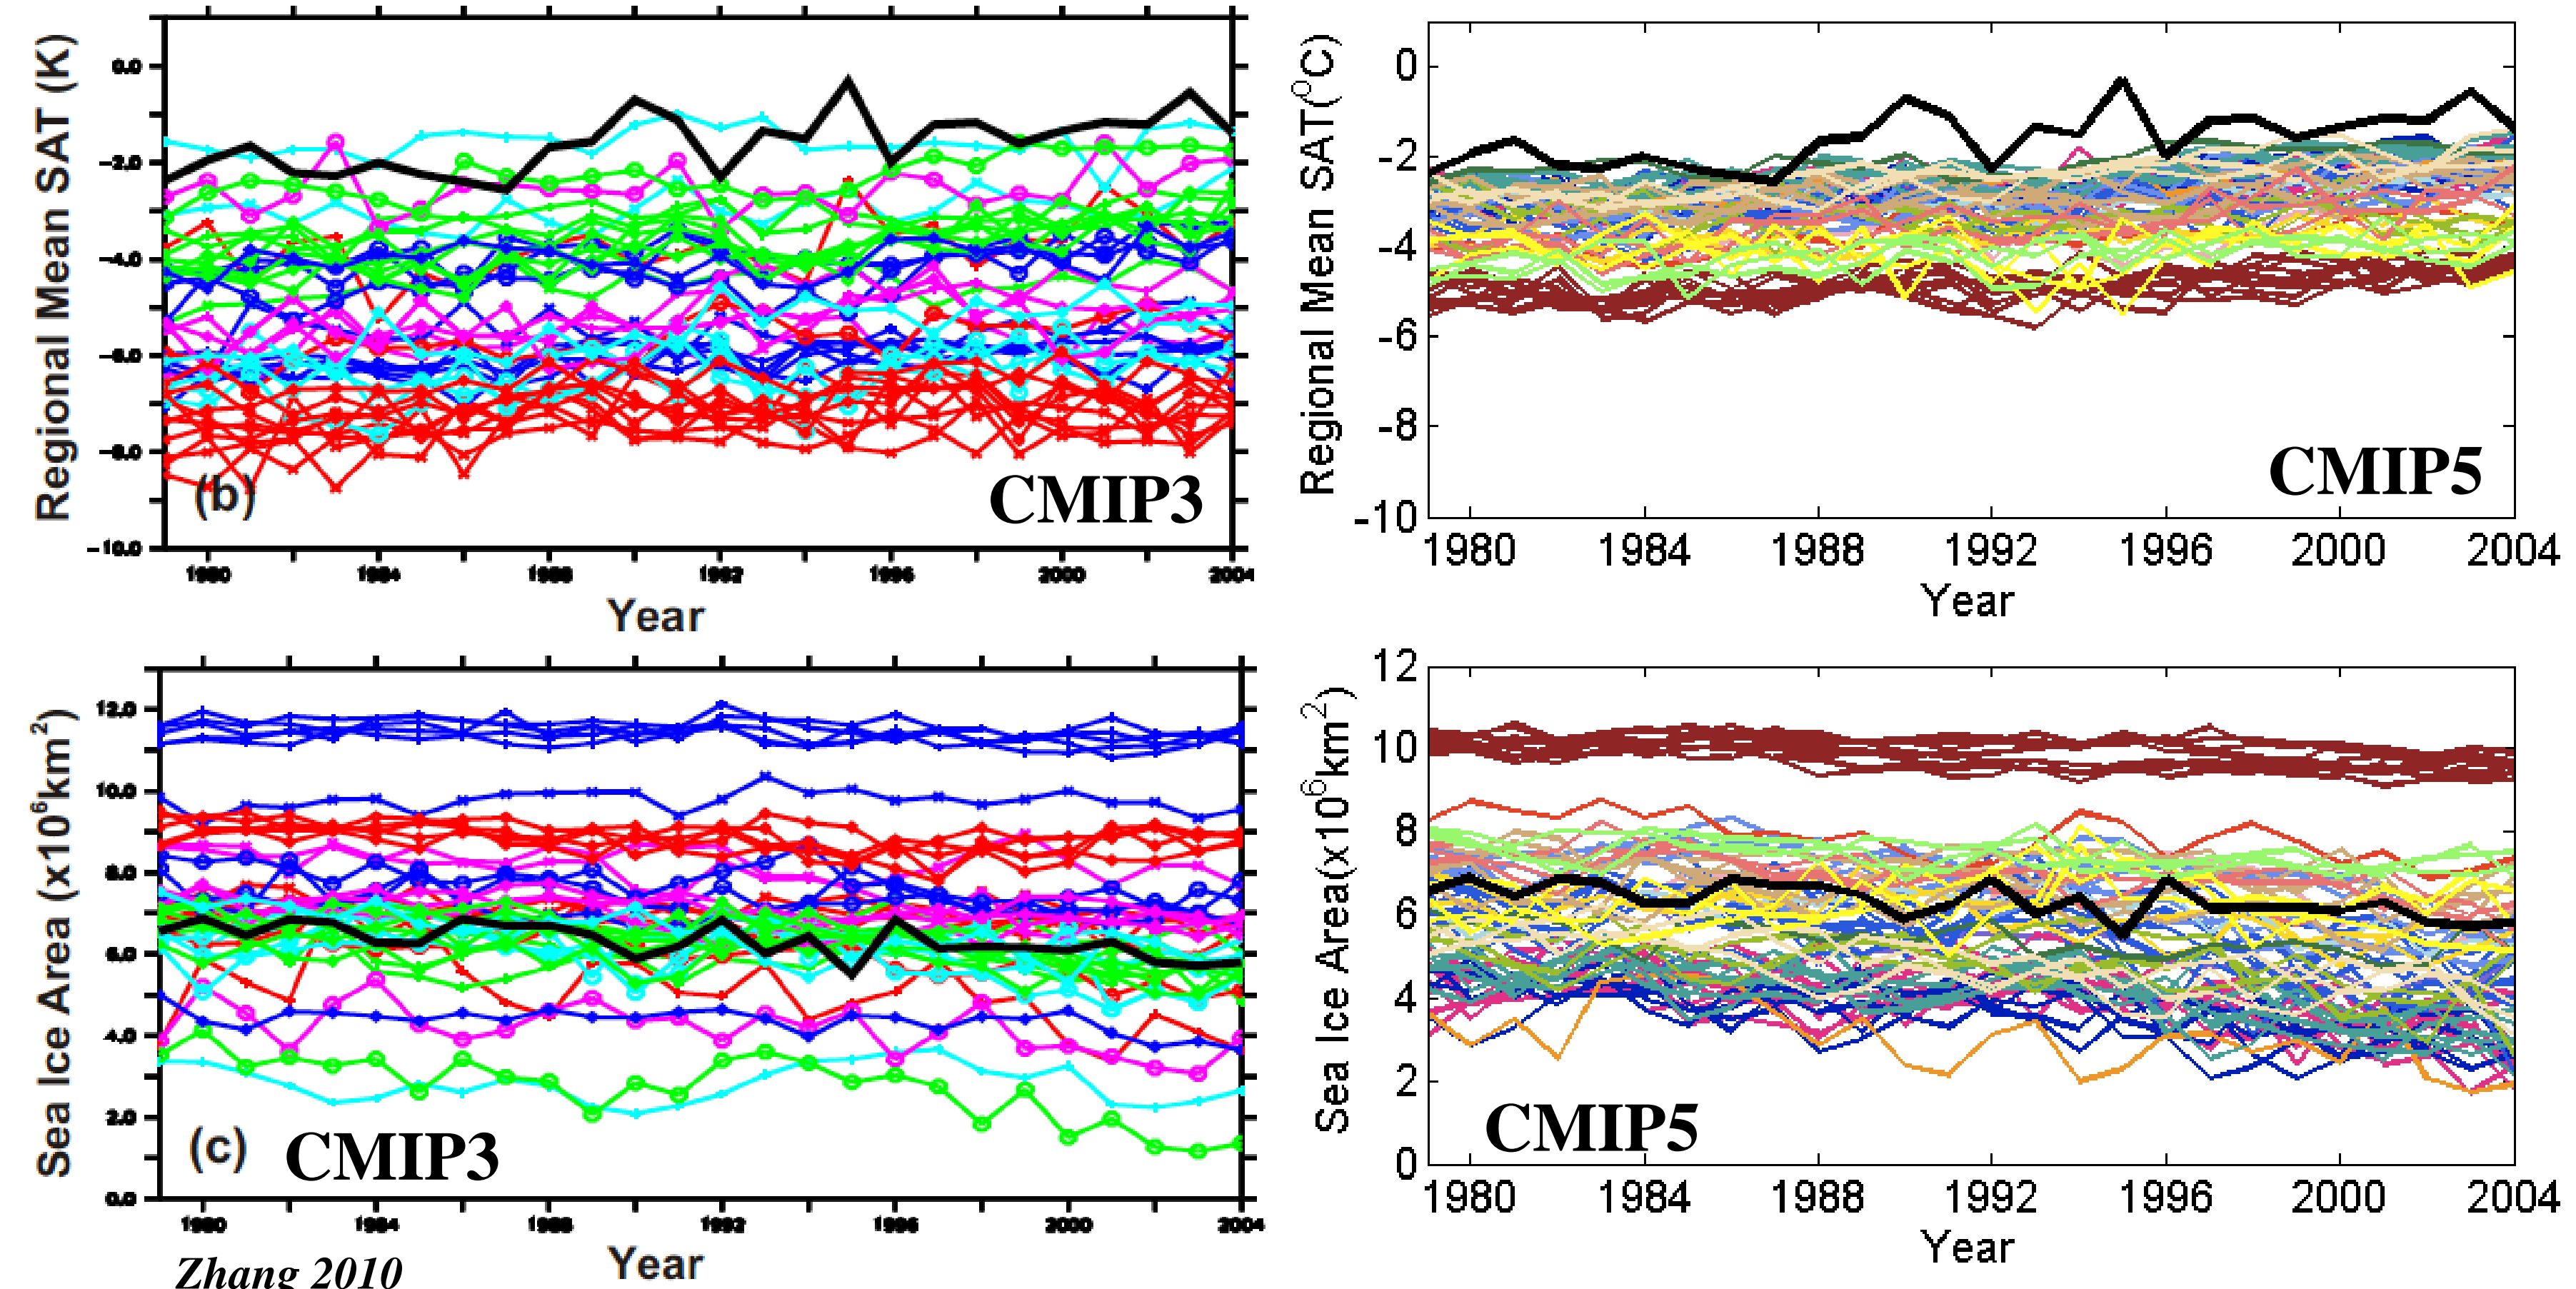 Regional Mean SAT (K)
0.0
-2.0
-4.0
-6.0
-8.0
-10.0
(b)
CMIP3
1980 1984 1988 1992 1996 2000 2004
Year
Regional Mean SAT(°C)
0
-2
-4
-6
-8
-10
CMIP5
1980 1984 1988 1992 1996 2000 2004
Year
Sea Ice Area (x10⁶km²)
12.0
10.0
8.0
6.0
4.0
2.0
0.0
(c) CMIP3
1980 1984 1988 1992 1996 2000 2004
Year
Zhang 2010
Sea Ice Area(x10⁶km²)
12
10
8
6
4
2
0
CMIP5
1980 1984 1988 1992 1996 2000 2004
Year